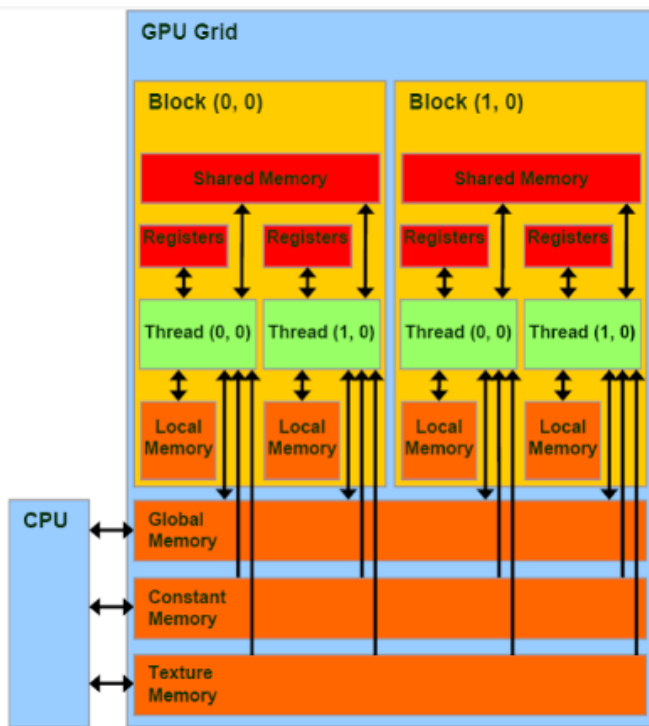 GPU Grid
Block (0, 0)
Block (1, 0)
Shared Memory
Shared Memory
Registers
Registers
Registers
Registers
Thread (0, 0)
Thread (1, 0)
Thread (0, 0)
Thread (1, 0)
Local
Memory
Local
Memory
Local
Memory
Local
Memory
CPU
Global
Memory
Constant
Memory
Texture
Memory